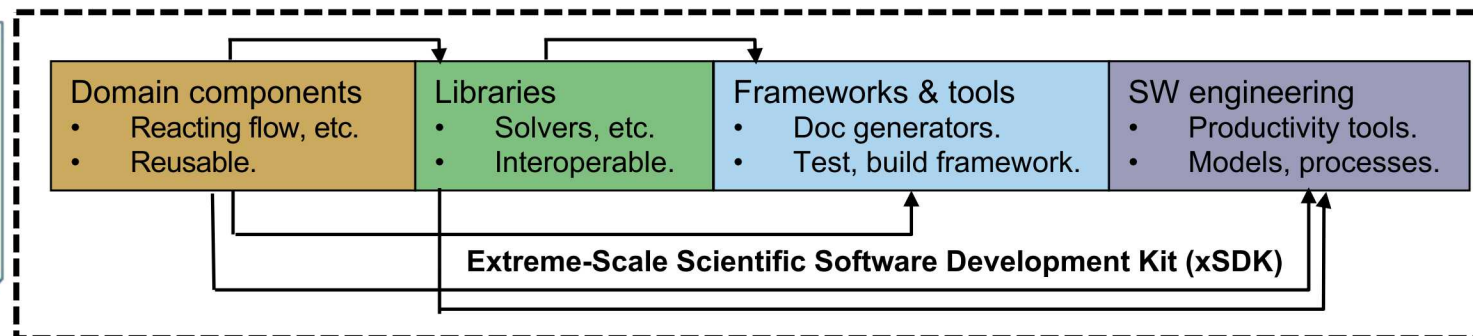 Domain components
• Reacting flow, etc.
• Reusable.
Libraries
• Solvers, etc.
• Interoperable.
Frameworks & tools
• Doc generators.
• Test, build framework.
SW engineering
• Productivity tools.
• Models, processes.
Extreme-Scale Scientific Software Development Kit (xSDK)